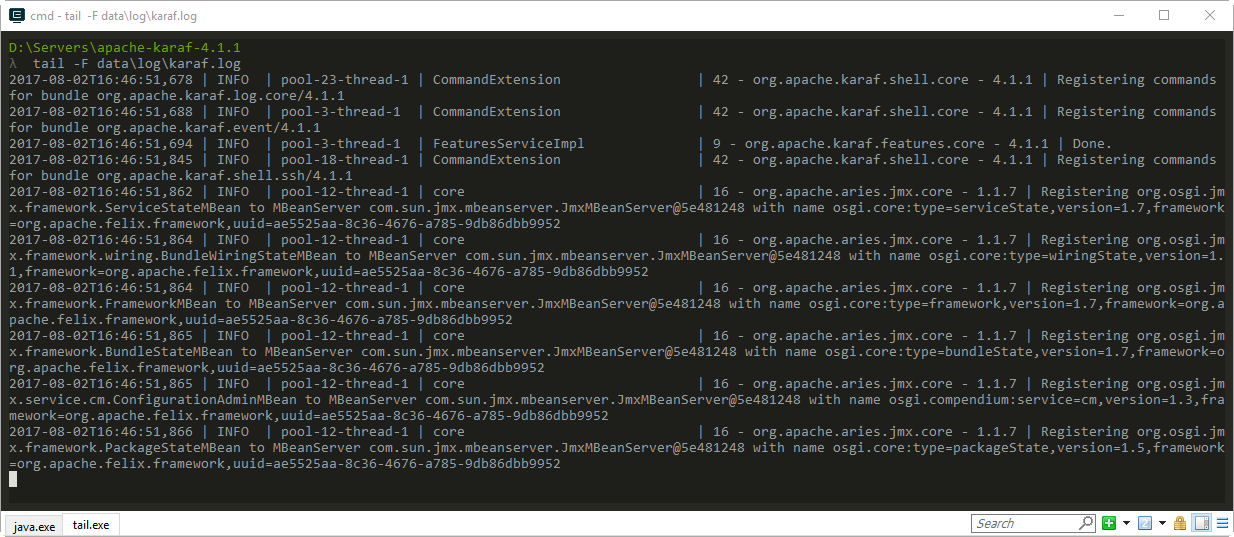 cmd - tail  -F data\log\karaf.log
D:\Servers\apache-karaf-4.1.1
λ  tail -F data\log\karaf.log
2017-08-02T16:46:51,678 | INFO  | pool-23-thread-1 | CommandExtension                 | 42 - org.apache.karaf.shell.core - 4.1.1 | Registering commands
for bundle org.apache.karaf.log.core/4.1.1
2017-08-02T16:46:51,688 | INFO  | pool-3-thread-1  | CommandExtension                 | 42 - org.apache.karaf.shell.core - 4.1.1 | Registering commands
for bundle org.apache.karaf.event/4.1.1
2017-08-02T16:46:51,694 | INFO  | pool-3-thread-1  | FeaturesServiceImpl              | 9 - org.apache.karaf.features.core - 4.1.1 | Done.
2017-08-02T16:46:51,845 | INFO  | pool-18-thread-1 | CommandExtension                 | 42 - org.apache.karaf.shell.core - 4.1.1 | Registering commands
for bundle org.apache.karaf.shell.ssh/4.1.1
2017-08-02T16:46:51,862 | INFO  | pool-12-thread-1 | core                             | 16 - org.apache.aries.jmx.core - 1.1.7 | Registering org.osgi.jm
x.framework.ServiceStateMBean to MBeanServer com.sun.jmx.mbeanserver.JmxMBeanServer@5e481248 with name osgi.core:type=serviceState,version=1.7,framework
=org.apache.felix.framework,uuid=ae5525aa-8c36-4676-a785-9db86dbb9952
2017-08-02T16:46:51,864 | INFO  | pool-12-thread-1 | core                             | 16 - org.apache.aries.jmx.core - 1.1.7 | Registering org.osgi.jm
x.framework.wiring.BundleWiringStateMBean to MBeanServer com.sun.jmx.mbeanserver.JmxMBeanServer@5e481248 with name osgi.core:type=wiringState,version=1.
1,framework=org.apache.felix.framework,uuid=ae5525aa-8c36-4676-a785-9db86dbb9952
2017-08-02T16:46:51,864 | INFO  | pool-12-thread-1 | core                             | 16 - org.apache.aries.jmx.core - 1.1.7 | Registering org.osgi.jm
x.framework.FrameworkMBean to MBeanServer com.sun.jmx.mbeanserver.JmxMBeanServer@5e481248 with name osgi.core:type=framework,version=1.7,framework=org.a
pache.felix.framework,uuid=ae5525aa-8c36-4676-a785-9db86dbb9952
2017-08-02T16:46:51,865 | INFO  | pool-12-thread-1 | core                             | 16 - org.apache.aries.jmx.core - 1.1.7 | Registering org.osgi.jm
x.framework.BundleStateMBean to MBeanServer com.sun.jmx.mbeanserver.JmxMBeanServer@5e481248 with name osgi.core:type=bundleState,version=1.7,framework=o
rg.apache.felix.framework,uuid=ae5525aa-8c36-4676-a785-9db86dbb9952
2017-08-02T16:46:51,865 | INFO  | pool-12-thread-1 | core                             | 16 - org.apache.aries.jmx.core - 1.1.7 | Registering org.osgi.jm
x.service.cm.ConfigurationAdminMBean to MBeanServer com.sun.jmx.mbeanserver.JmxMBeanServer@5e481248 with name osgi.compendium:service=cm,version=1.3,fra
mework=org.apache.felix.framework,uuid=ae5525aa-8c36-4676-a785-9db86dbb9952
2017-08-02T16:46:51,866 | INFO  | pool-12-thread-1 | core                             | 16 - org.apache.aries.jmx.core - 1.1.7 | Registering org.osgi.jm
x.framework.PackageStateMBean to MBeanServer com.sun.jmx.mbeanserver.JmxMBeanServer@5e481248 with name osgi.core:type=packageState,version=1.5,framework
=org.apache.felix.framework,uuid=ae5525aa-8c36-4676-a785-9db86dbb9952
java.exe tail.exe Search